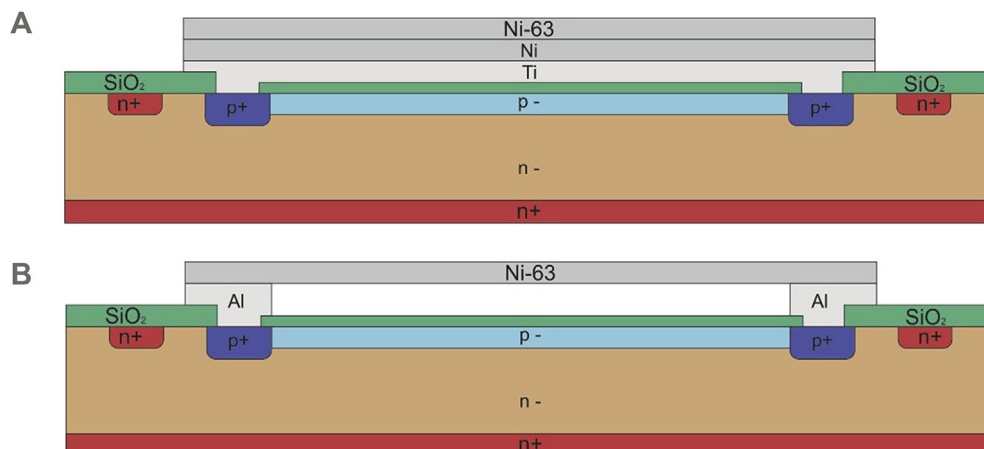 A
Ni-63
Ni
Ti
SiO₂
SiO₂
n+
p+
p -
p+
n+
n -
n+
B
Ni-63
Al
Al
SiO₂
SiO₂
n+
p+
p -
p+
n+
n -
n+